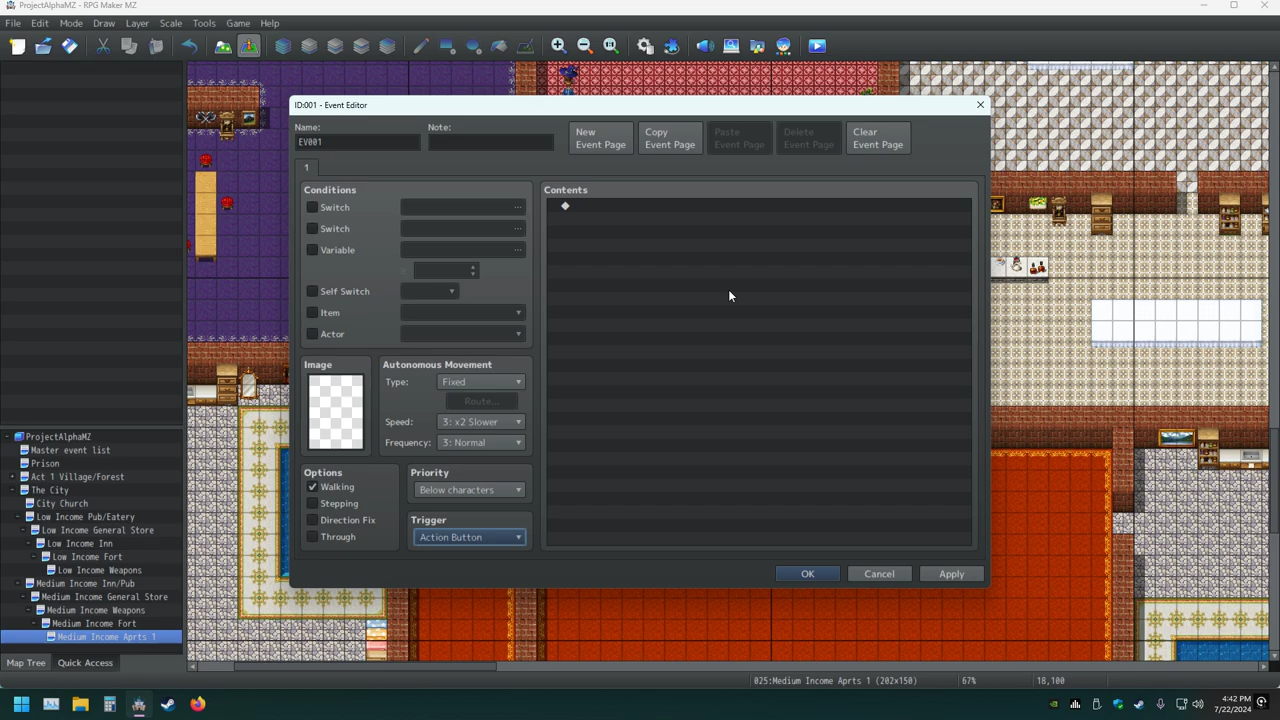 ProjectAlphaMZ - RPG Maker MZ
File Edit Mode Draw Layer Scale Tools Game Help
1:1
ID:001 - Event Editor
Name:
Note:
EV001
New
Event Page
Copy
Event Page
Paste
Event Page
Delete
Event Page
Clear
Event Page
1
Conditions
Switch
Switch
Variable
Self Switch
Item
Actor
Image
Autonomous Movement
Type: Fixed
Route...
Speed: 3: x2 Slower
Frequency: 3: Normal
Options
Walking
Stepping
Direction Fix
Through
Priority
Below characters
Trigger
Action Button
Contents
OK Cancel Apply
ProjectAlphaMZ
Master event list
Prison
Act 1 Village/Forest
The City
City Church
Low Income Pub/Eatery
Low Income General Store
Low Income Inn
Low Income Fort
Low Income Weapons
Medium Income Inn/Pub
Medium Income General Store
Medium Income Weapons
Medium Income Fort
Medium Income Aprts 1
Map Tree Quick Access
025:Medium Income Aprts 1 (202x150) 67% 18,100
4:42 PM
7/22/2024